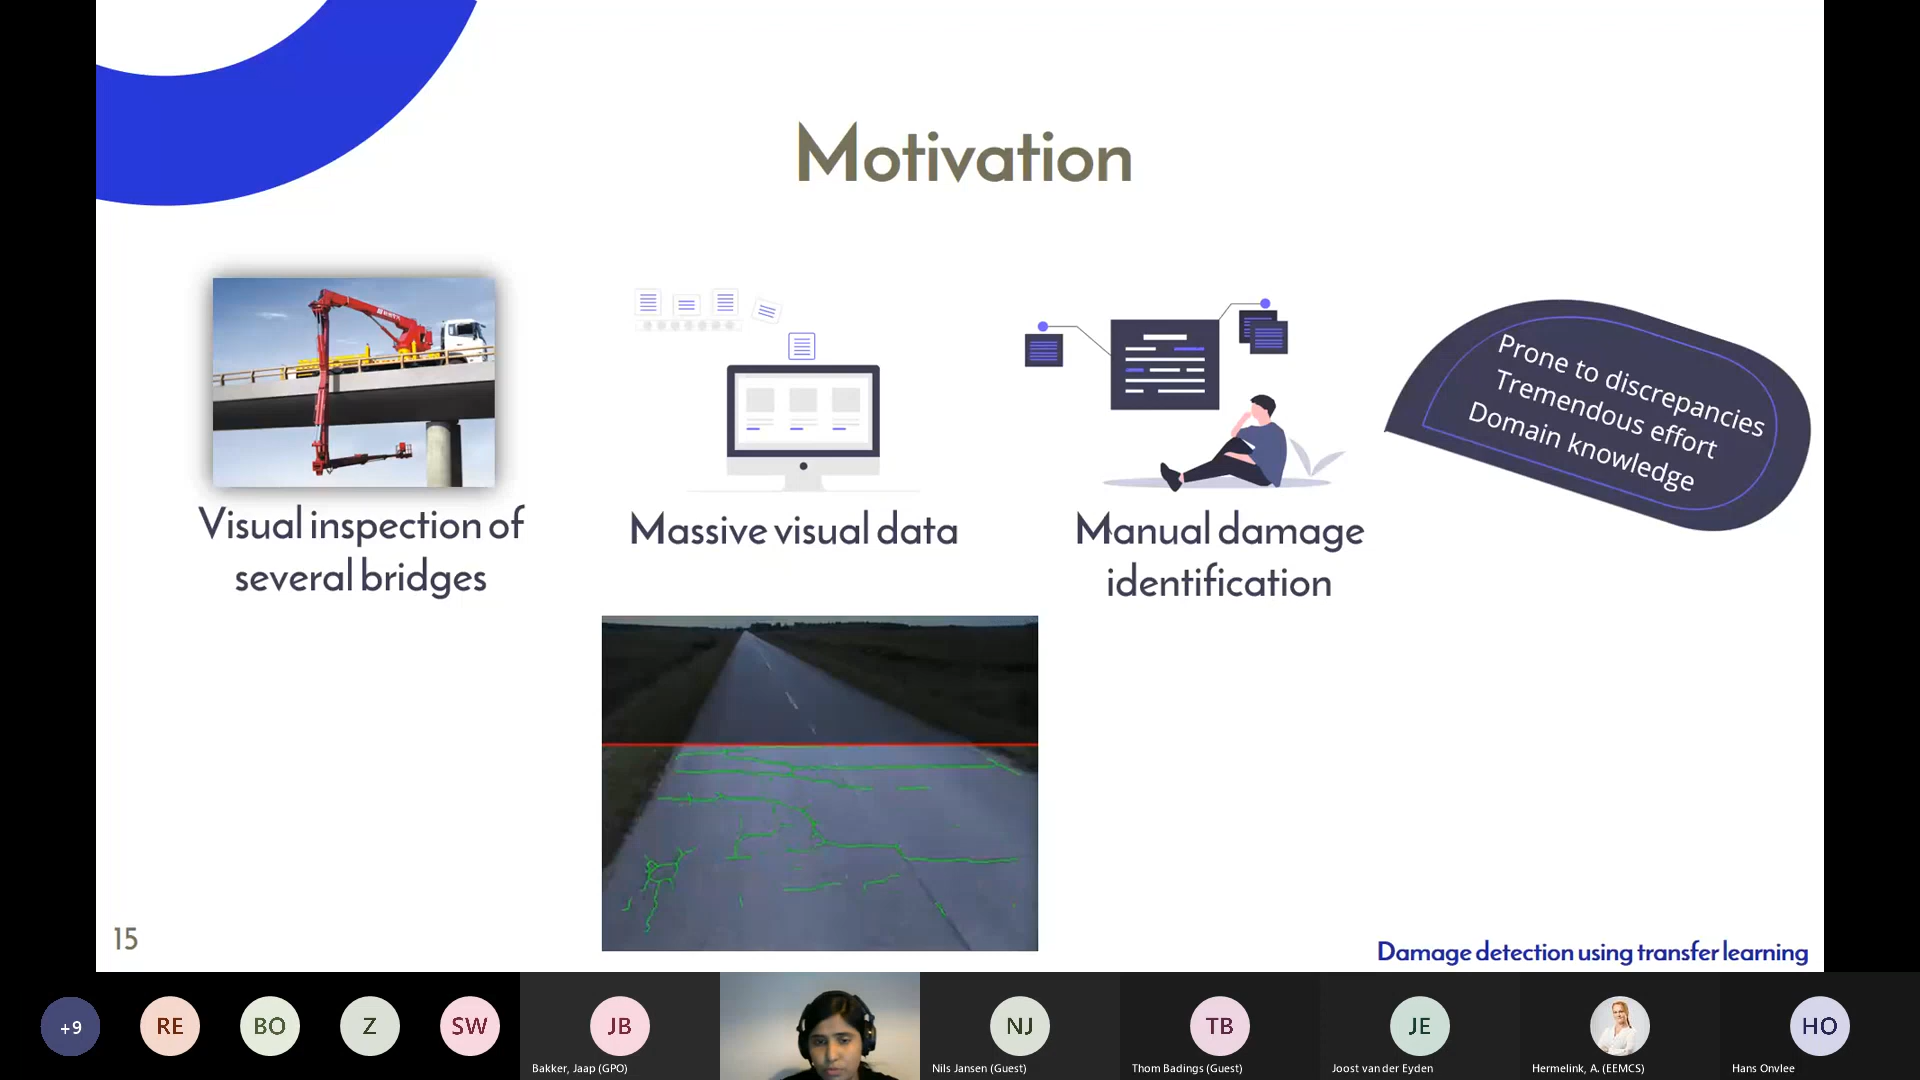 Motivation
Visual inspection of
several bridges
Massive visual data
Manual damage
identification
Prone to discrepancies
Tremendous effort
Domain knowledge
15
Damage detection using transfer learning
+9
RE
BO
Z
SW
JB
Bakker, Jaap (GPO)
NJ
Nils Jansen (Guest)
TB
Thom Badings (Guest)
JE
Joost van der Eyden
Hermelink, A. (EEMCS)
HO
Hans Onvlee